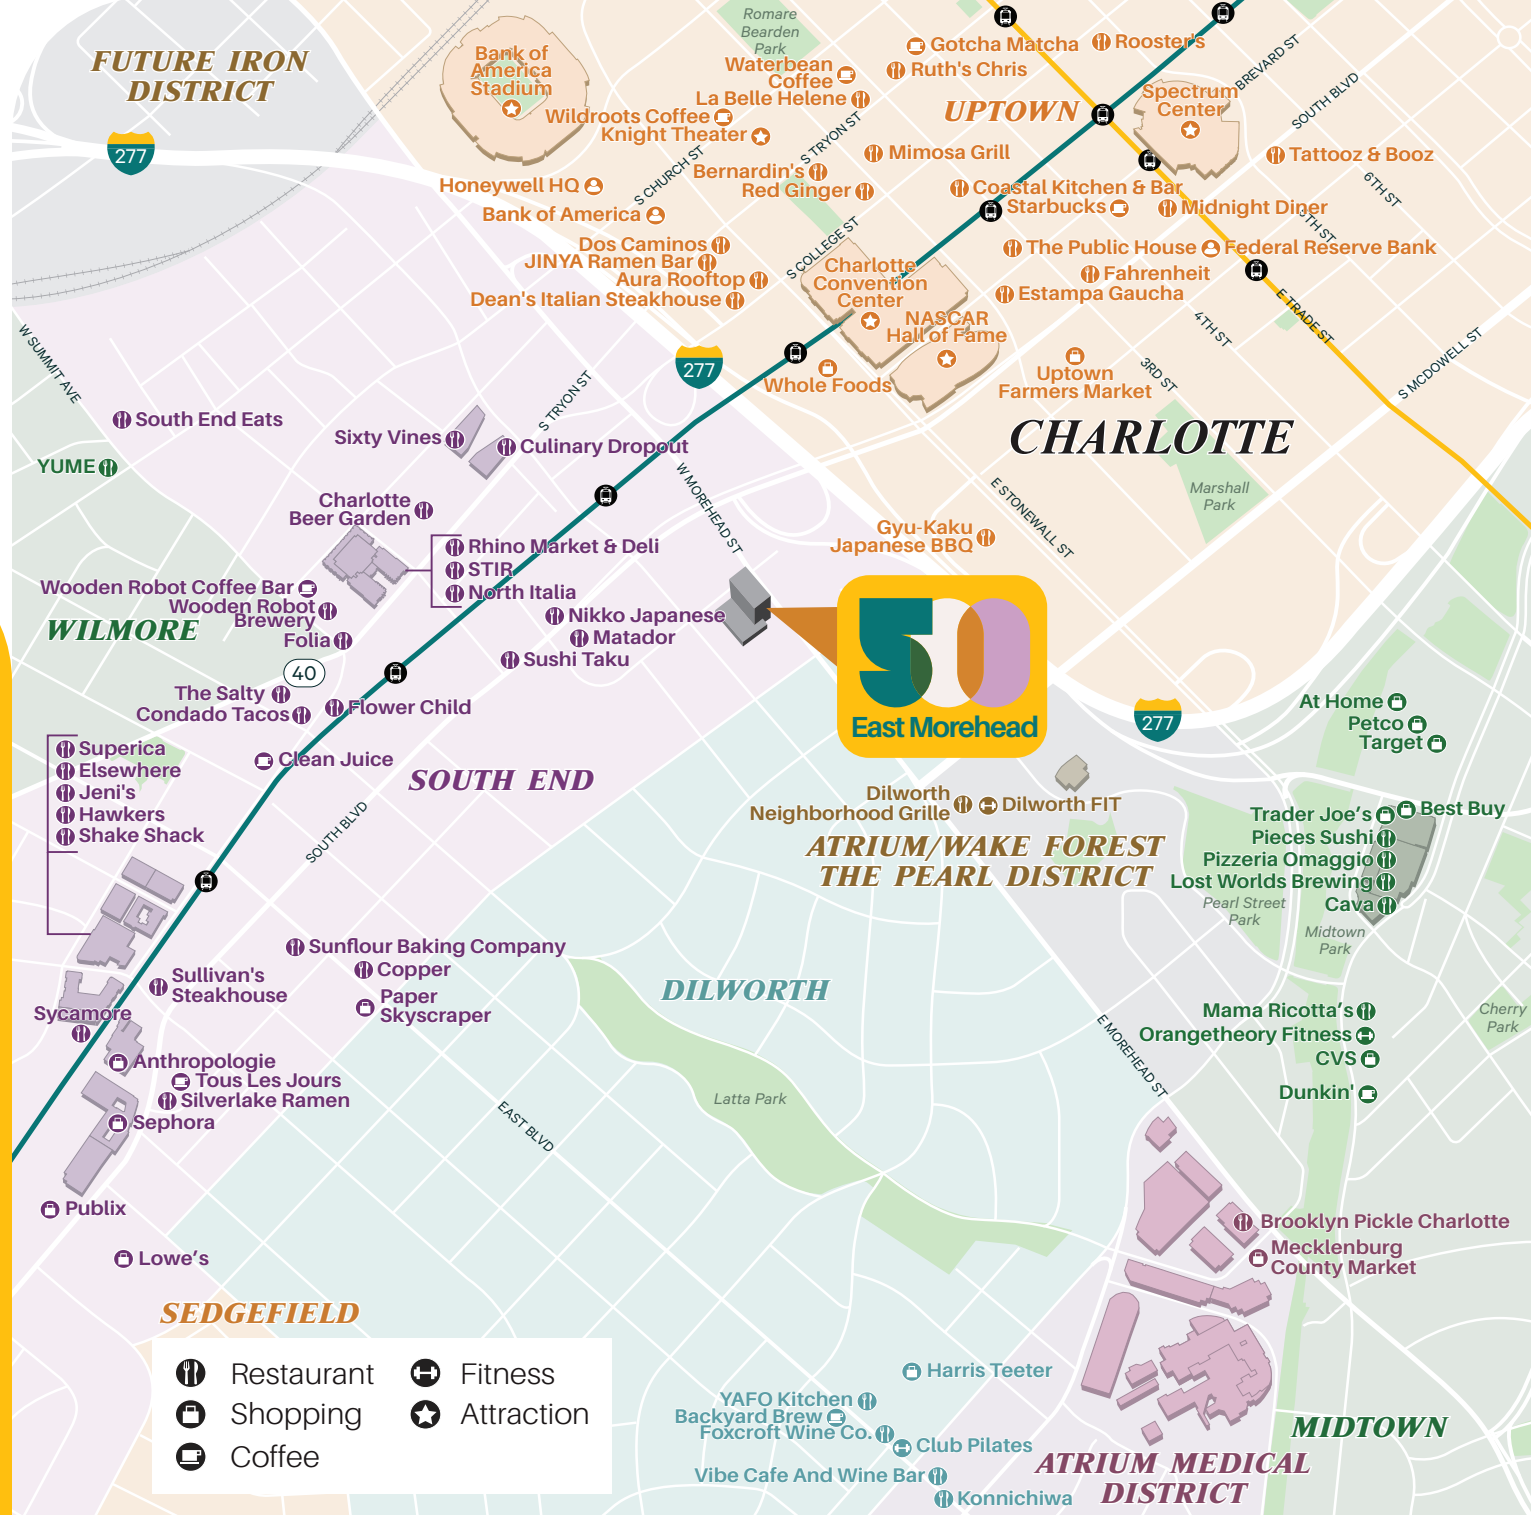 FUTURE IRON
DISTRICT
277
Bank of
America
Stadium
Romare
Bearden
Park
Gotcha Matcha
Rooster's
Ruth's Chris
Waterbean
Coffee
La Belle Helene
Wildroots Coffee
Knight Theater
UPTOWN
Spectrum
Center
BREVARD ST
SOUTH BLVD
Tattooz & Booz
6TH ST
S TRYON ST
S CHURCH ST
Mimosa Grill
Bernardin's
Red Ginger
Honeywell HQ
Bank of America
Coastal Kitchen & Bar
Starbucks
Midnight Diner
5TH ST
The Public House
Federal Reserve Bank
Dos Caminos
JINYA Ramen Bar
Aura Rooftop
Dean's Italian Steakhouse
S COLLEGE ST
Charlotte
Convention
Center
NASCAR
Hall of Fame
Fahrenheit
Estampa Gaucha
E TRADE ST
4TH ST
3RD ST
S MCDOWELL ST
277
Whole Foods
Uptown
Farmers Market
CHARLOTTE
Marshall
Park
W SUMMIT AVE
South End Eats
YUME
S TRYON ST
Sixty Vines
Culinary Dropout
W MOREHEAD ST
E STONEWALL ST
Charlotte
Beer Garden
Gyu-Kaku
Japanese BBQ
Rhino Market & Deli
STIR
North Italia
Wooden Robot Coffee Bar
Wooden Robot
Brewery
Folia
WILMORE
Nikko Japanese
Matador
Sushi Taku
500
East Morehead
40
The Salty
Condado Tacos
Flower Child
Clean Juice
Superica
Elsewhere
Jeni's
Hawkers
Shake Shack
SOUTH END
SOUTH BLVD
277
At Home
Petco
Target
Dilworth
Neighborhood Grille
Dilworth FIT
ATRIUM/WAKE FOREST
THE PEARL DISTRICT
Best Buy
Trader Joe’s
Pieces Sushi
Pizzeria Omaggio
Lost Worlds Brewing
Cava
Pearl Street
Park
Midtown
Park
Sunflour Baking Company
Copper
Paper
Skyscraper
Sullivan's
Steakhouse
Sycamore
DILWORTH
E MOREHEAD ST
Mama Ricotta’s
Orangetheory Fitness
CVS
Dunkin'
Cherry
Park
Anthropologie
Tous Les Jours
Silverlake Ramen
Sephora
EAST BLVD
Latta Park
Publix
Lowe’s
Brooklyn Pickle Charlotte
Mecklenburg
County Market
SEDGEFIELD
Restaurant
Shopping
Coffee
Fitness
Attraction
Harris Teeter
YAFO Kitchen
Backyard Brew
Foxcroft Wine Co.
Club Pilates
Vibe Cafe And Wine Bar
Konnichiwa
MIDTOWN
ATRIUM MEDICAL
DISTRICT